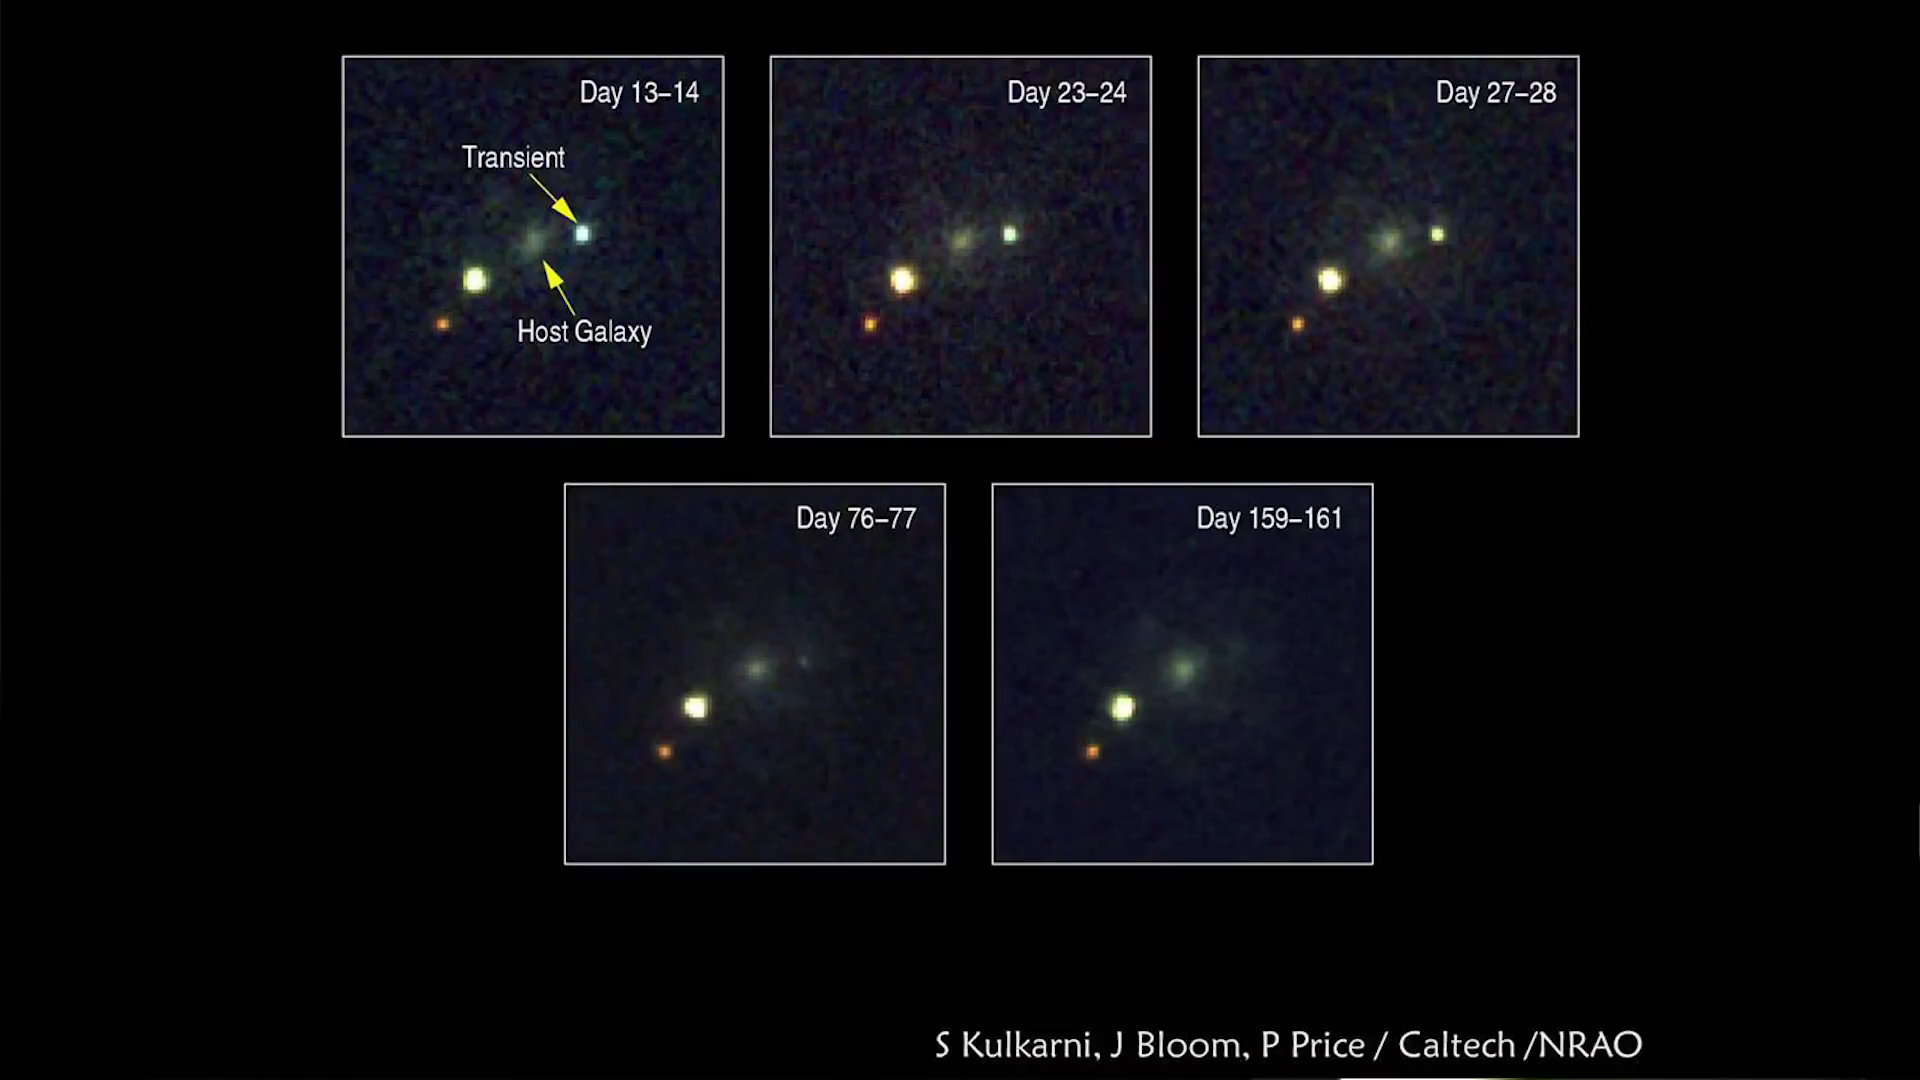 Day 13–14
Transient
Host Galaxy
Day 23–24
Day 27–28
Day 76–77
Day 159–161
S Kulkarni, J Bloom, P Price / Caltech /NRAO